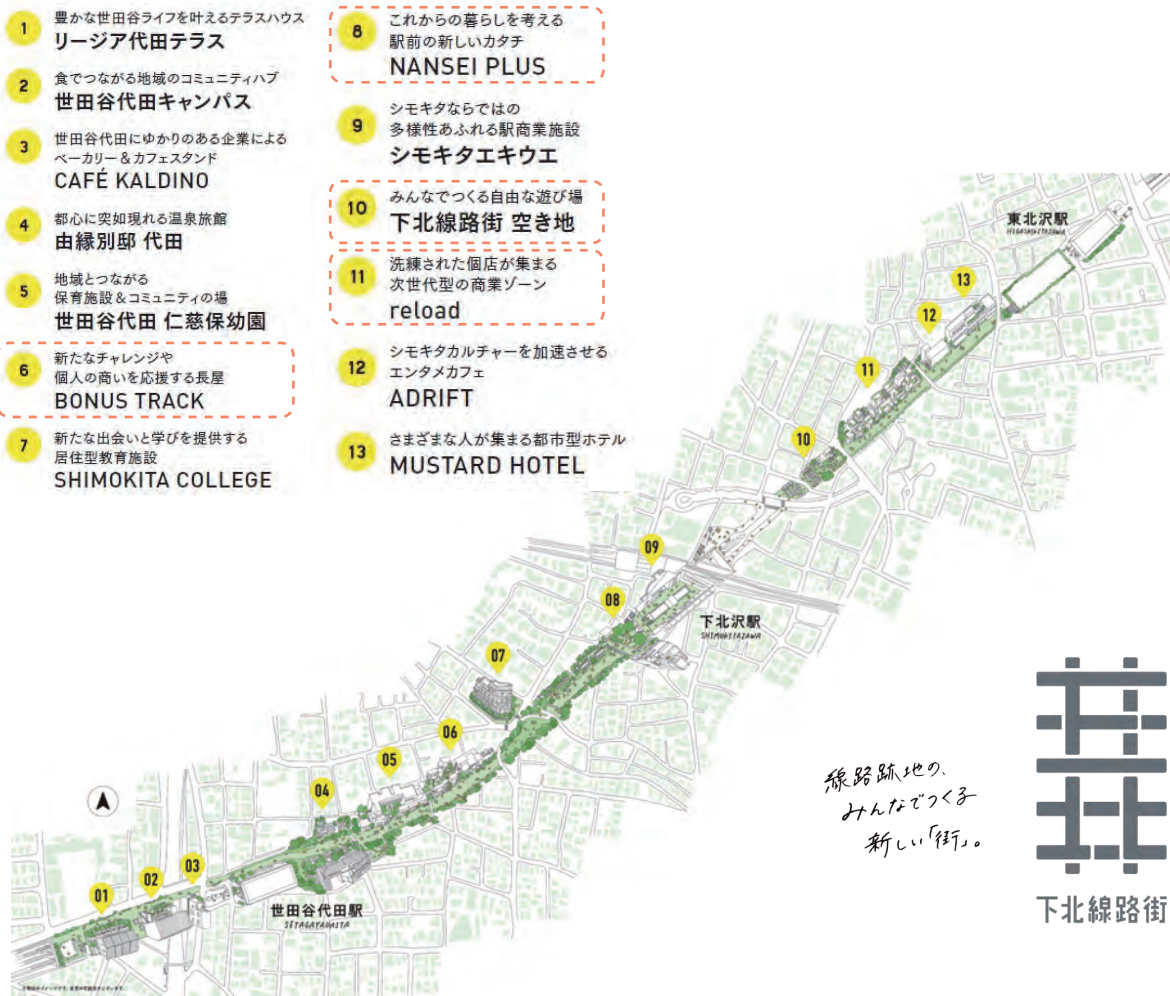 1
豊かな世田谷ライフを叶えるテラスハウス
リージア代田テラス
2
食でつながる地域のコミュニティハブ
世田谷代田キャンパス
3
世田谷代田にゆかりのある企業による
ベーカリー＆カフェスタンド
CAFÉ KALDINO
4
都心に突如現れる温泉旅館
由縁別邸 代田
5
地域とつながる
保育施設＆コミュニティの場
世田谷代田 仁慈保幼園
6
新たなチャレンジや
個人の商いを応援する長屋
BONUS TRACK
7
新たな出会いと学びを提供する
居住型教育施設
SHIMOKITA COLLEGE
8
これからの暮らしを考える
駅前の新しいカタチ
NANSEI PLUS
9
シモキタならではの
多様性あふれる駅商業施設
シモキタエキウエ
10
みんなでつくる自由な遊び場
下北線路街 空き地
11
洗練された個店が集まる
次世代型の商業ゾーン
reload
12
シモキタカルチャーを加速させる
エンタメカフェ
ADRIFT
13
さまざまな人が集まる都市型ホテル
MUSTARD HOTEL
東北沢駅
HIGASHIKITAZAWA
13
12
11
10
09
08
下北沢駅
SHIMOKITAZAWA
07
06
05
04
03
02
01
世田谷代田駅
SETAGAYADAITA
線路跡地の、
みんなでつくる
新しい「街」。
下北線路街